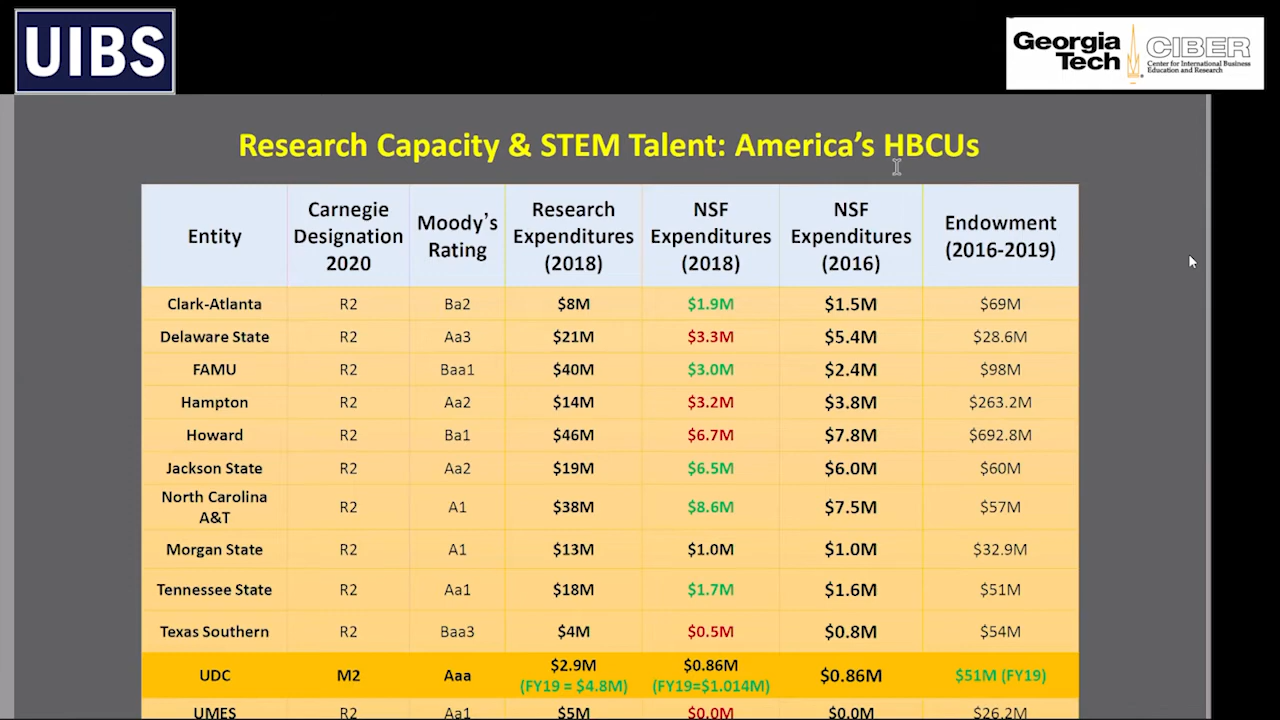 UIBS
Georgia Tech CIBER
Center for International Business Education and Research
Research Capacity & STEM Talent: America's HBCUs
Entity Carnegie Designation 2020 Moody's Rating Research Expenditures (2018) NSF Expenditures (2018) NSF Expenditures (2016) Endowment (2016-2019)
Clark-Atlanta R2 Ba2 $8M $1.9M $1.5M $69M
Delaware State R2 Aa3 $21M $3.3M $5.4M $28.6M
FAMU R2 Baa1 $40M $3.0M $2.4M $98M
Hampton R2 Aa2 $14M $3.2M $3.8M $263.2M
Howard R2 Ba1 $46M $6.7M $7.8M $692.8M
Jackson State R2 Aa2 $19M $6.5M $6.0M $60M
North Carolina A&T R2 A1 $38M $8.6M $7.5M $57M
Morgan State R2 A1 $13M $1.0M $1.0M $32.9M
Tennessee State R2 Aa1 $18M $1.7M $1.6M $51M
Texas Southern R2 Baa3 $4M $0.5M $0.8M $54M
UDC M2 Aaa $2.9M (FY19 = $4.8M) $0.86M (FY19=$1.014M) $0.86M $51M (FY19)
UMES R2 Aa1 $5M $0.0M $0.0M $26.2M